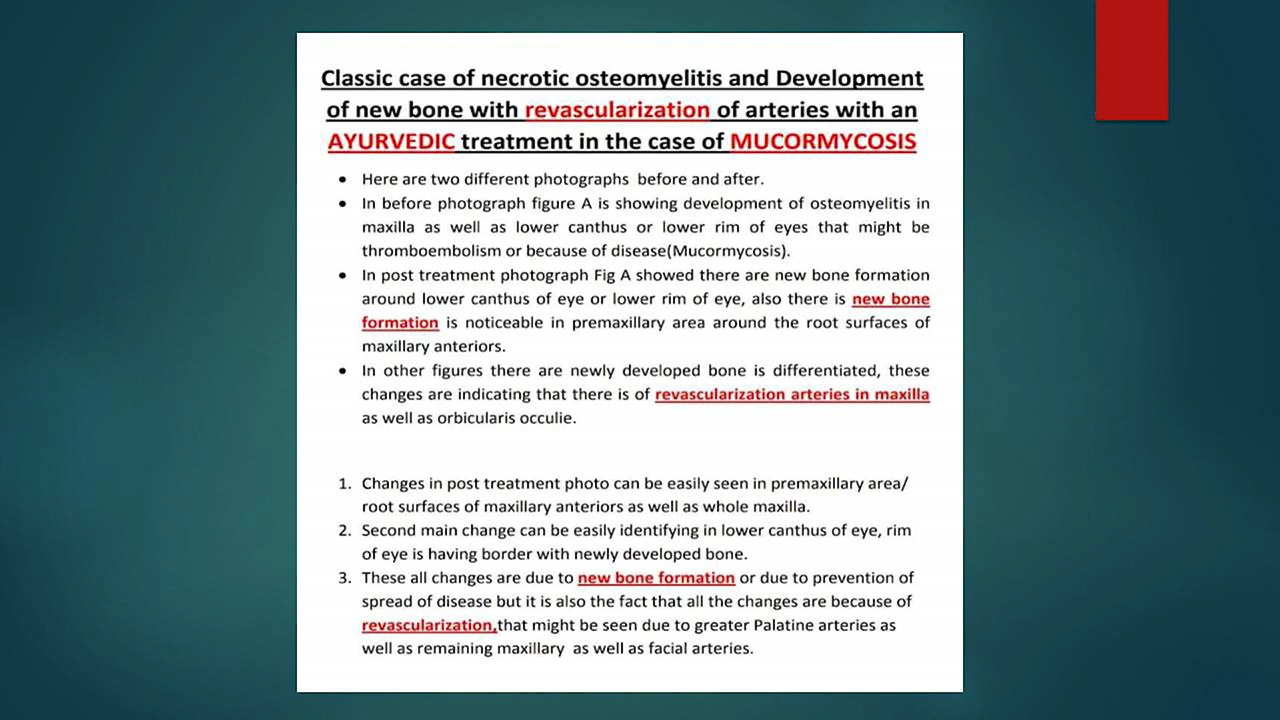 Classic case of necrotic osteomyelitis and Development
of new bone with revascularization of arteries with an
AYURVEDIC treatment in the case of MUCORMYCOSIS
• Here are two different photographs before and after.
• In before photograph figure A is showing development of osteomyelitis in
maxilla as well as lower canthus or lower rim of eyes that might be
thromboembolism or because of disease(Mucormycosis).
• In post treatment photograph Fig A showed there are new bone formation
around lower canthus of eye or lower rim of eye, also there is new bone
formation is noticeable in premaxillary area around the root surfaces of
maxillary anteriors.
• In other figures there are newly developed bone is differentiated, these
changes are indicating that there is of revascularization arteries in maxilla
as well as orbicularis occulie.
1. Changes in post treatment photo can be easily seen in premaxillary area/
root surfaces of maxillary anteriors as well as whole maxilla.
2. Second main change can be easily identifying in lower canthus of eye, rim
of eye is having border with newly developed bone.
3. These all changes are due to new bone formation or due to prevention of
spread of disease but it is also the fact that all the changes are because of
revascularization,that might be seen due to greater Palatine arteries as
well as remaining maxillary as well as facial arteries.